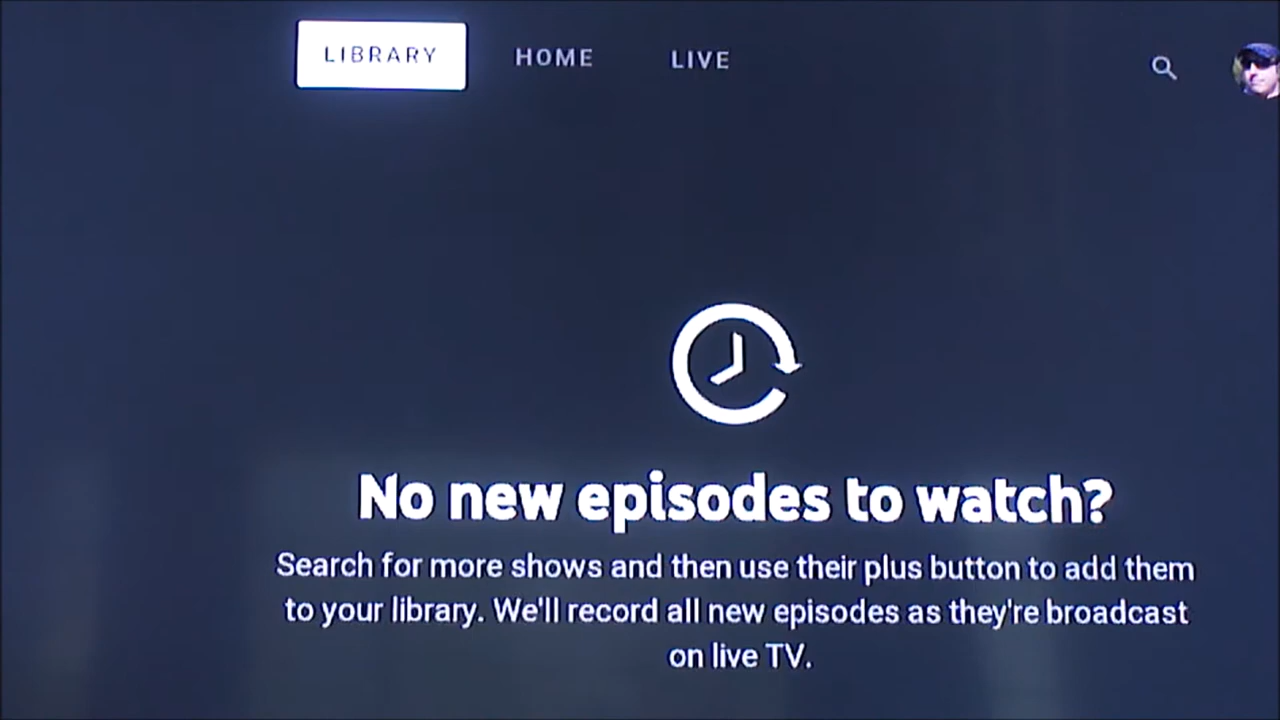 LIBRARY HOME LIVE
No new episodes to watch?
Search for more shows and then use their plus button to add them
to your library. We'll record all new episodes as they're broadcast
on live TV.